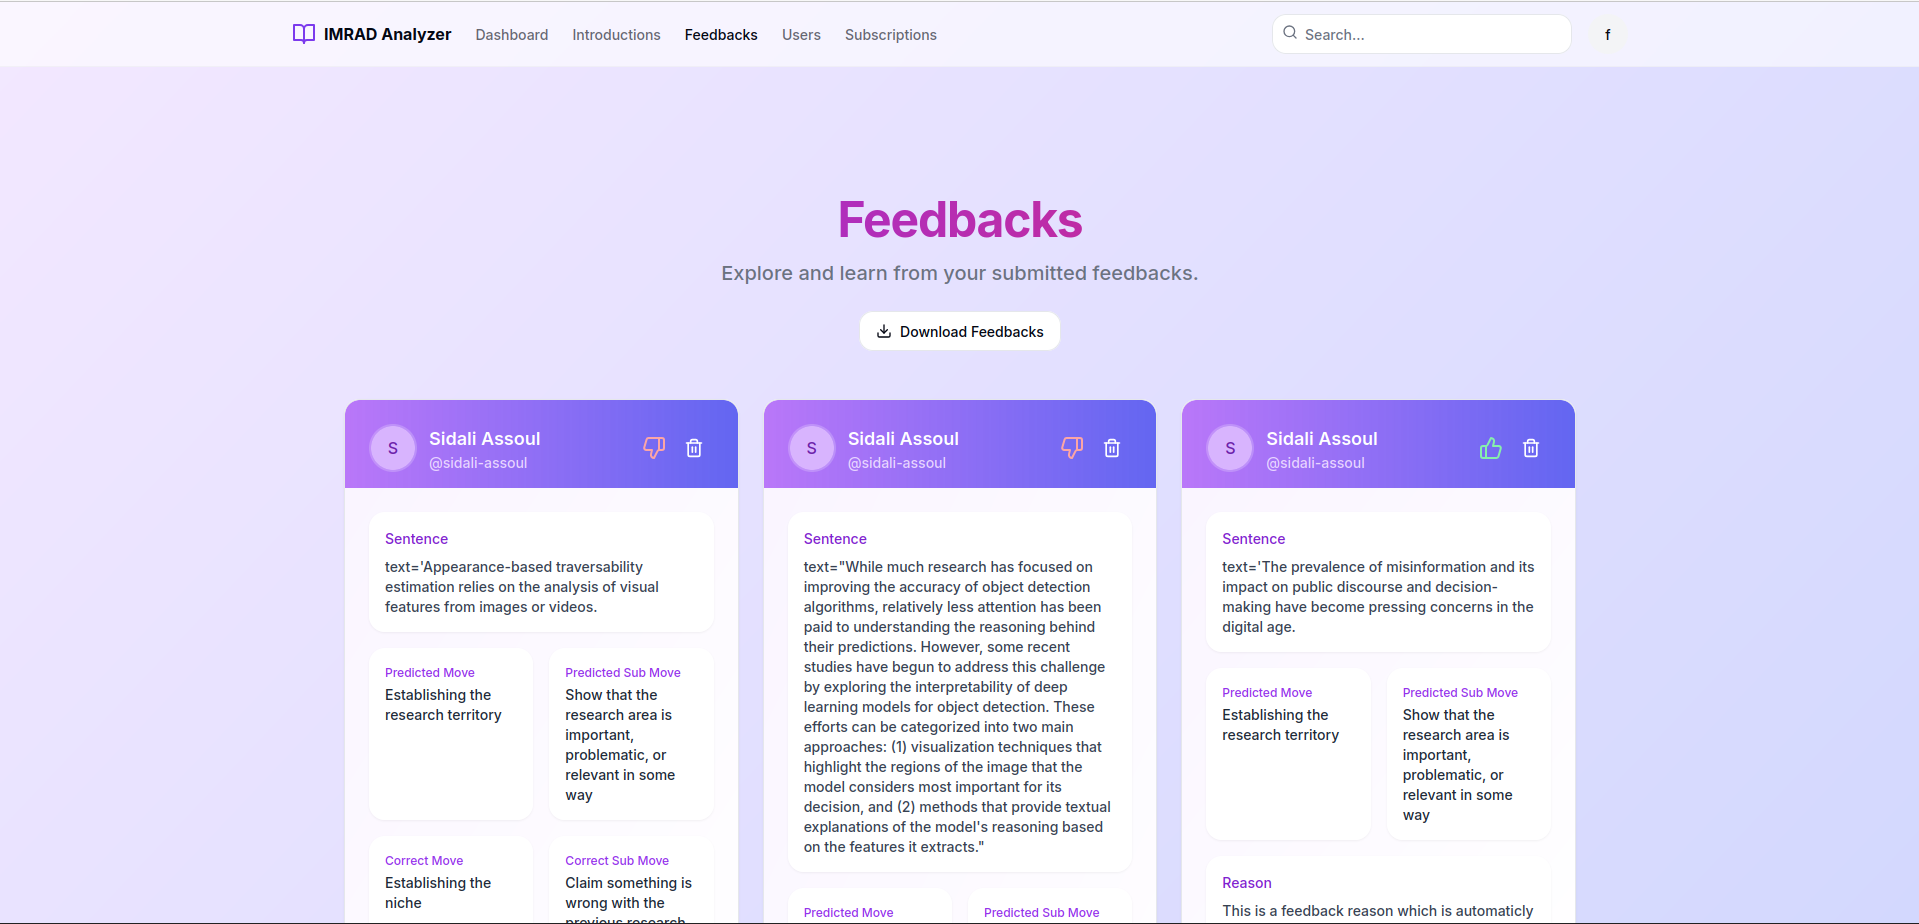 IMRAD Analyzer
Dashboard
Introductions
Feedbacks
Users
Subscriptions
Search...
f
Feedbacks
Explore and learn from your submitted feedbacks.
Download Feedbacks
S
Sidali Assoul
@sidali-assoul
Sentence
text='Appearance-based traversability
estimation relies on the analysis of visual
features from images or videos.
Predicted Move
Establishing the
research territory
Predicted Sub Move
Show that the
research area is
important,
problematic, or
relevant in some
way
Correct Move
Establishing the
niche
Correct Sub Move
Claim something is
wrong with the
previous research
S
Sidali Assoul
@sidali-assoul
Sentence
text="While much research has focused on
improving the accuracy of object detection
algorithms, relatively less attention has been
paid to understanding the reasoning behind
their predictions. However, some recent
studies have begun to address this challenge
by exploring the interpretability of deep
learning models for object detection. These
efforts can be categorized into two main
approaches: (1) visualization techniques that
highlight the regions of the image that the
model considers most important for its
decision, and (2) methods that provide textual
explanations of the model's reasoning based
on the features it extracts."
Predicted Move
Predicted Sub Move
S
Sidali Assoul
@sidali-assoul
Sentence
text='The prevalence of misinformation and its
impact on public discourse and decision-
making have become pressing concerns in the
digital age.
Predicted Move
Establishing the
research territory
Predicted Sub Move
Show that the
research area is
important,
problematic, or
relevant in some
way
Reason
This is a feedback reason which is automaticly